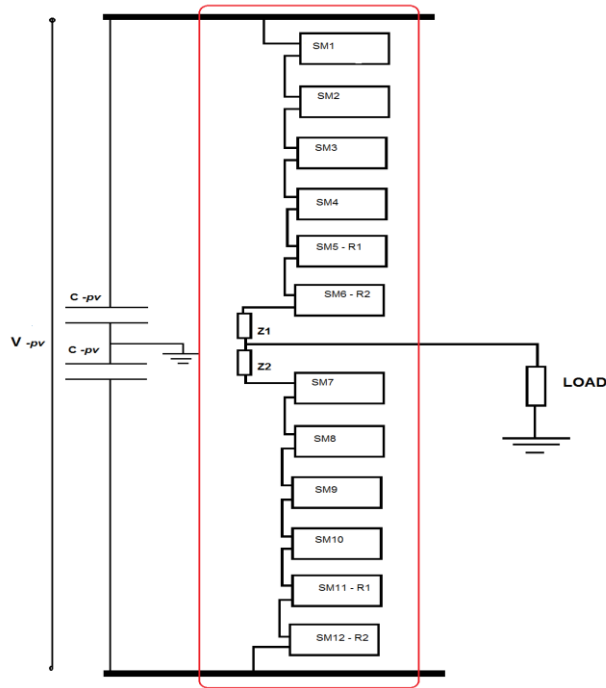 SM1
SM2
SM3
SM4
SM5 - R1
SM6 - R2
C -pv
Z1
V -pv
C -pv
Z2
LOAD
SM7
SM8
SM9
SM10
SM11 - R1
SM12 - R2